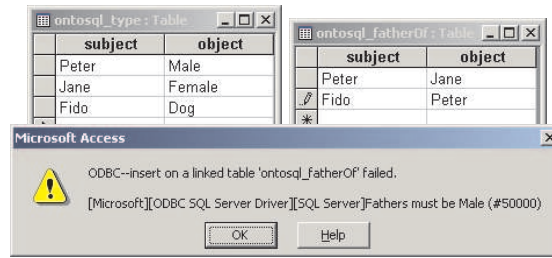 ontosql_type : Table
subject object
Peter Male
Jane Female
Fido Dog
ontosql_fatherOf : Table
subject object
Peter Jane
Fido Peter
Microsoft Access
ODBC--insert on a linked table 'ontosql_fatherOf' failed.
[Microsoft][ODBC SQL Server Driver][SQL Server]Fathers must be Male (#50000)
OK Help